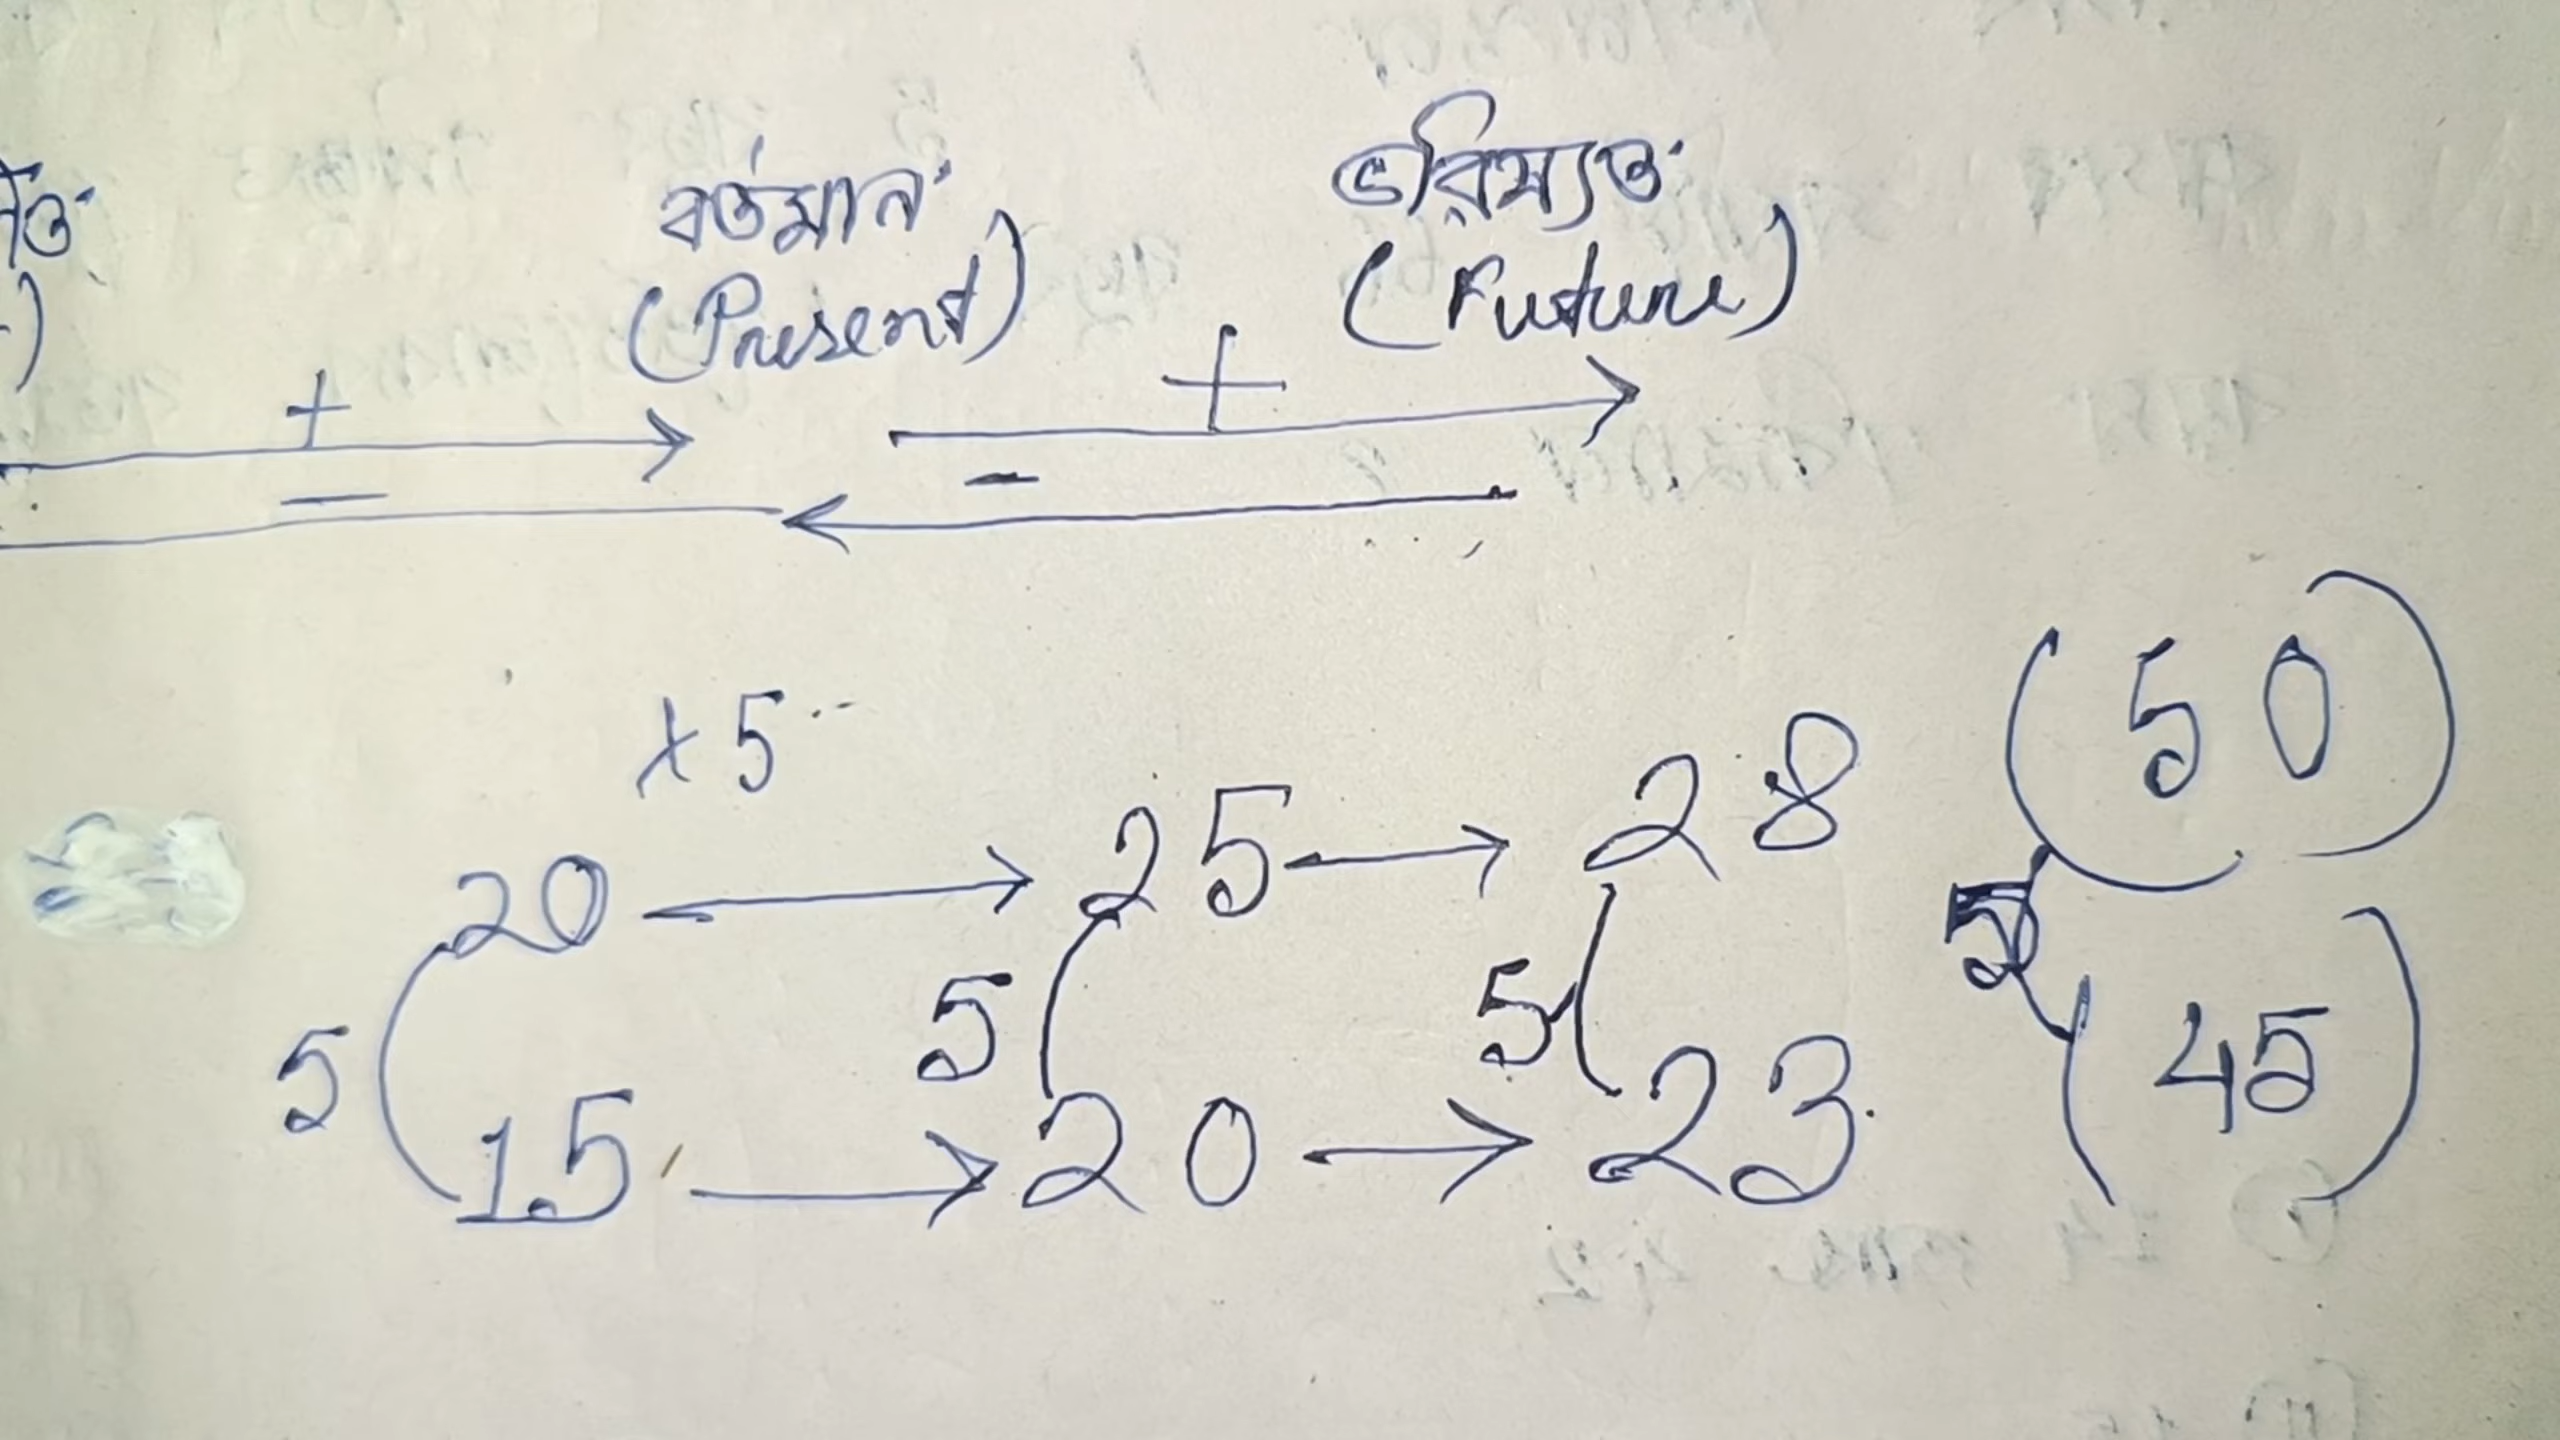 বর্তমান ভবিষ্যত
(Present) (Future)
+ +
- -
x 5
20 → 25 → 28 (50)
5 5 5 5
15 → 20 → 23 (45)